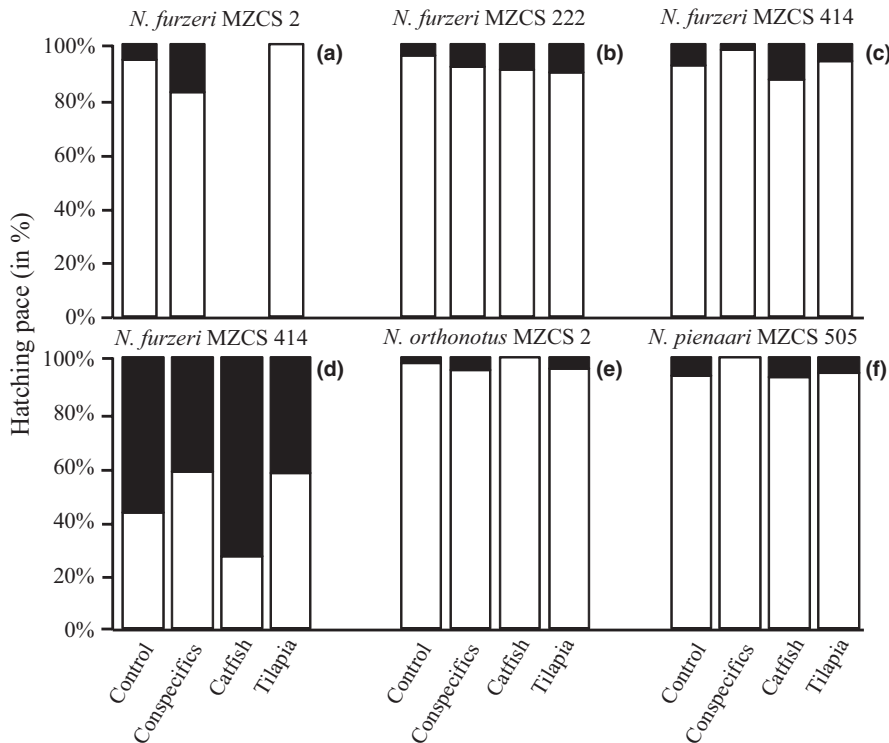 N. furzeri MZCS 2
N. furzeri MZCS 222
N. furzeri MZCS 414
100%
80%
60%
40%
20%
0%
(a)
(b)
(c)
Hatching pace (in %)
N. furzeri MZCS 414
N. orthonotus MZCS 2
N. pienaari MZCS 505
100%
80%
60%
40%
20%
0%
(d)
(e)
(f)
Control
Conspecifics
Catfish
Tilapia
Control
Conspecifics
Catfish
Tilapia
Control
Conspecifics
Catfish
Tilapia